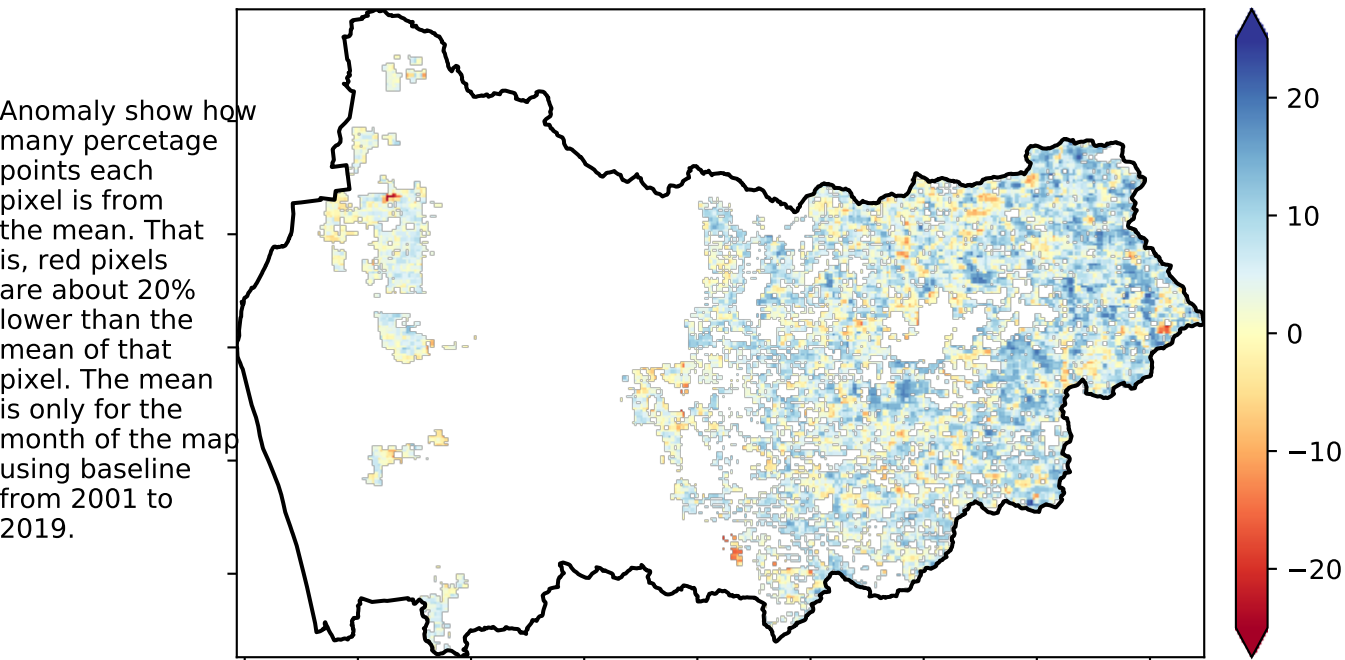 Anomaly show how
many percetage
points each
pixel is from
the mean. That
is, red pixels
are about 20%
lower than the
mean of that
pixel. The mean
is only for the
month of the map
using baseline
from 2001 to
2019.
20
10
0
−10
−20